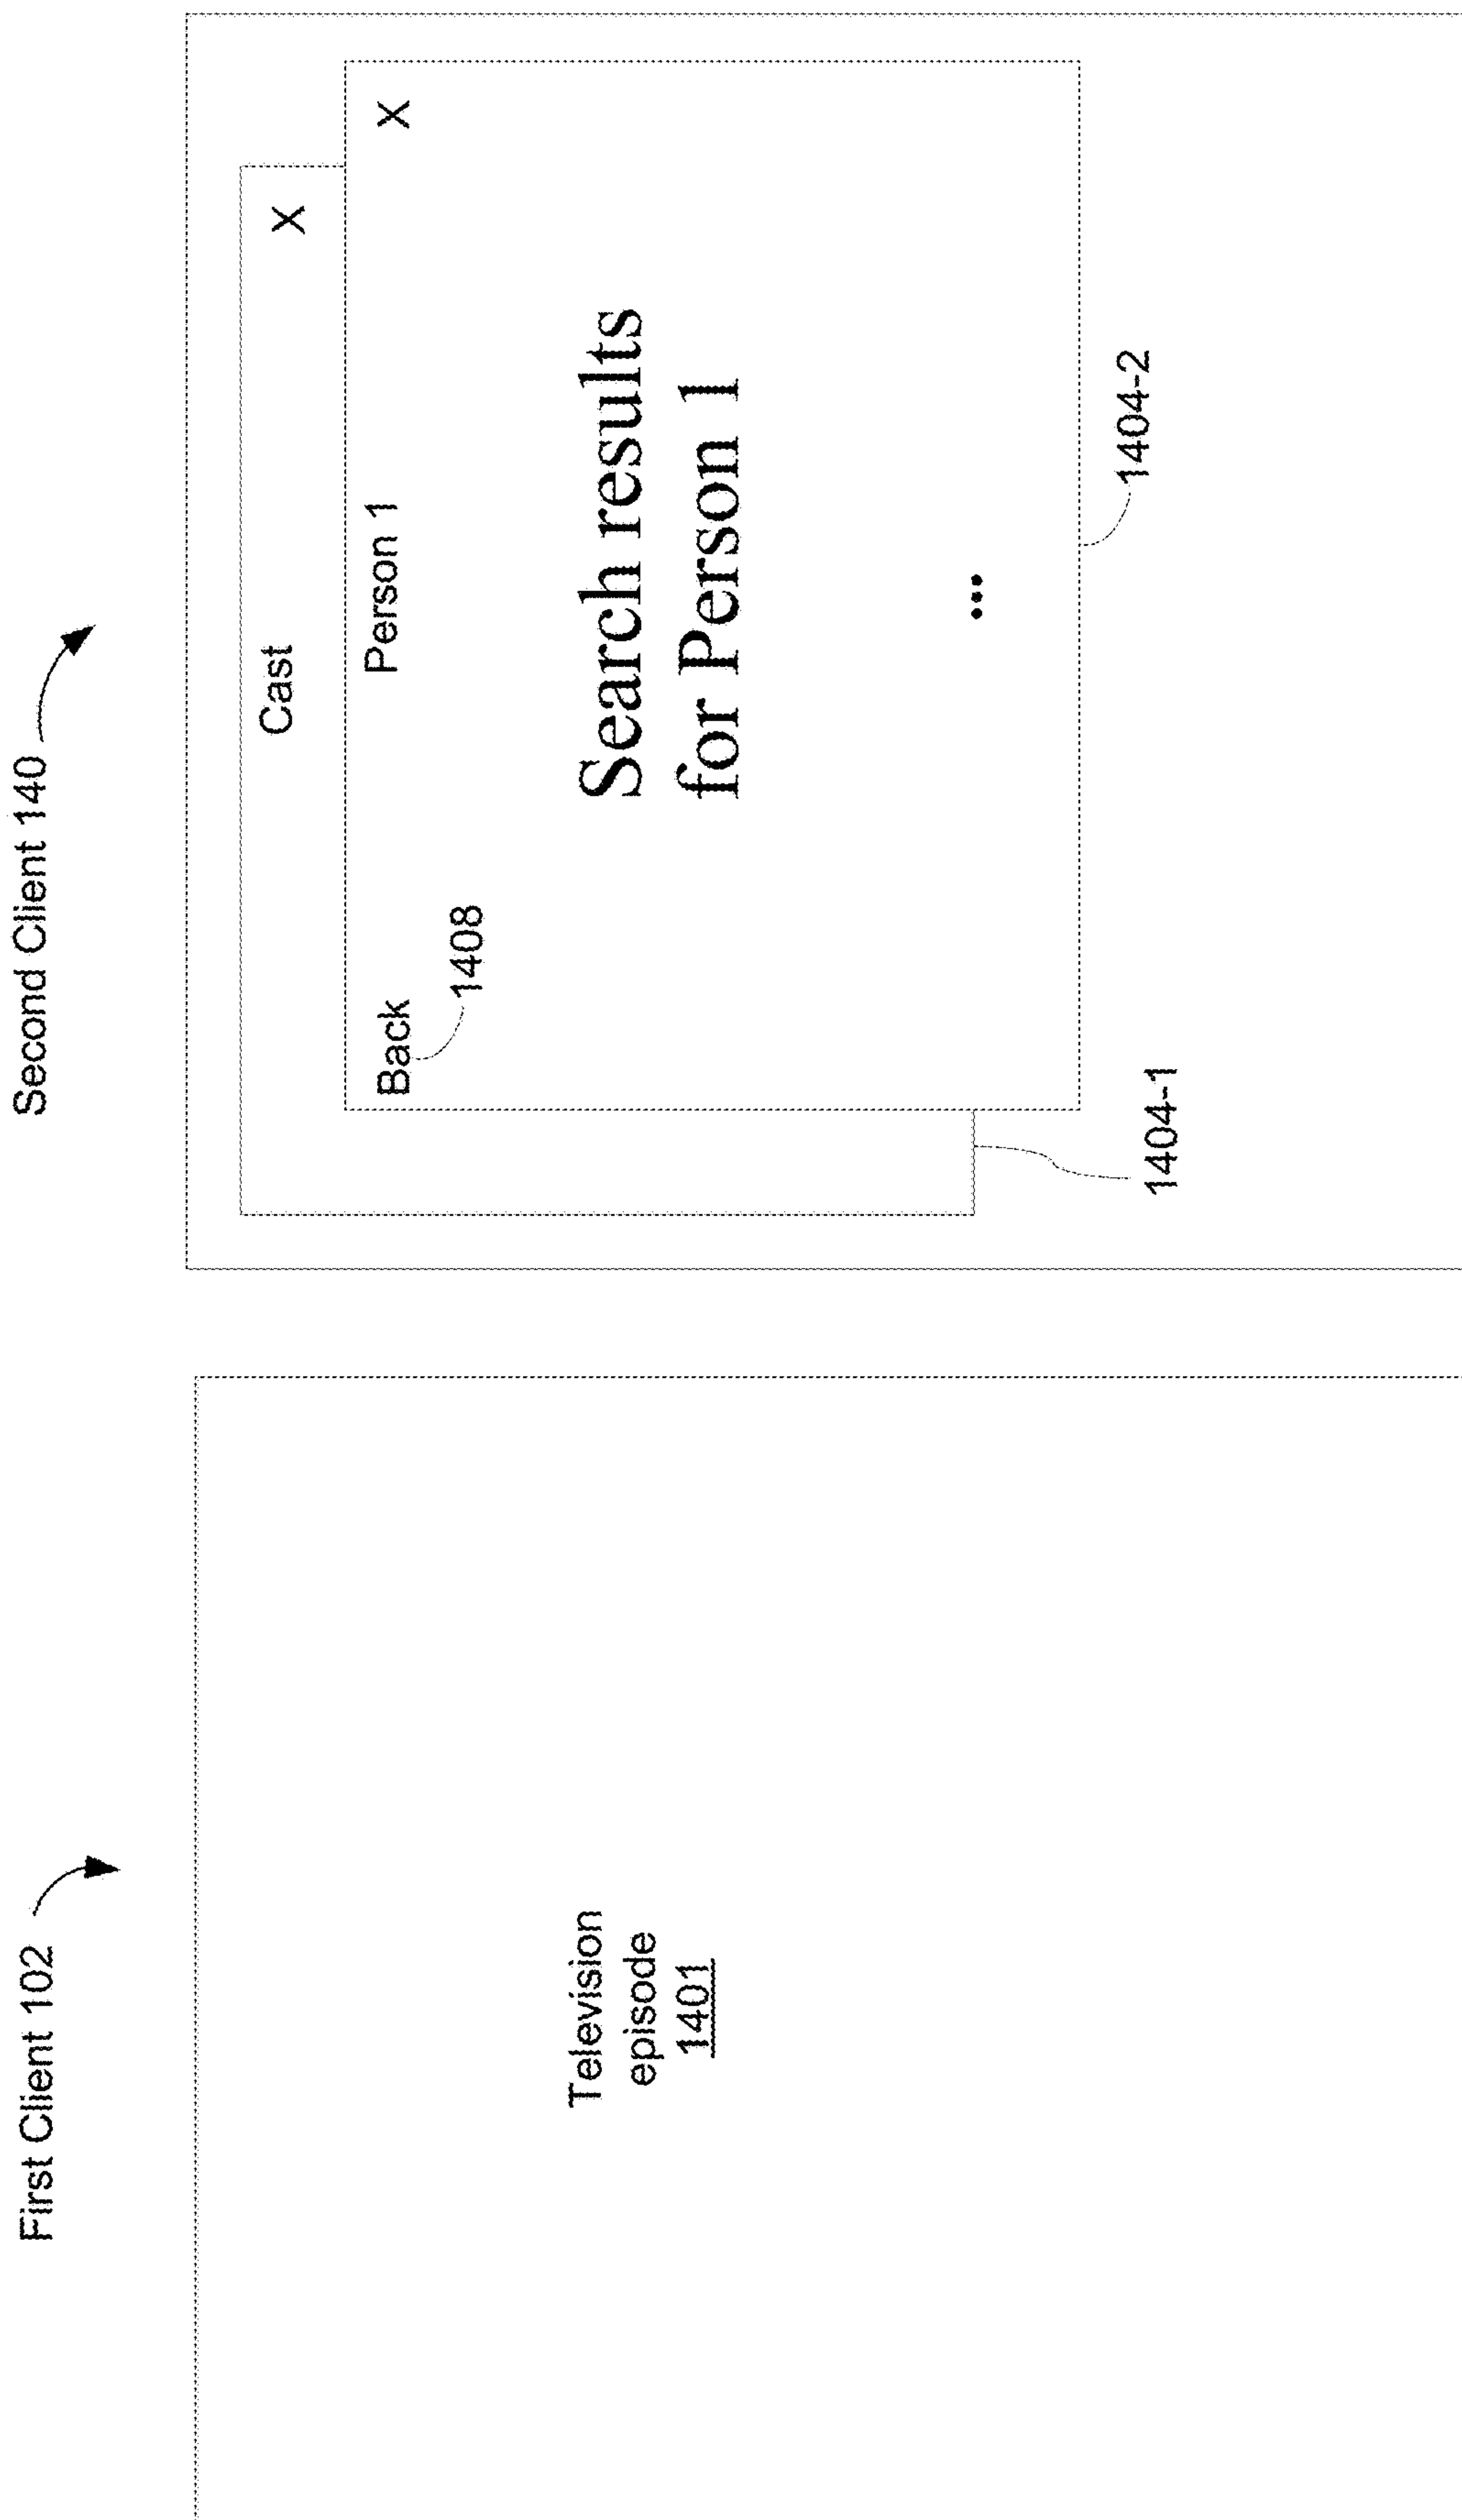 First Client 102
Television
episode
1401
Second Client 140
Cast
X
Back
Person 1
X
1408
Search results
for Person 1
...
1404-2
1404-1